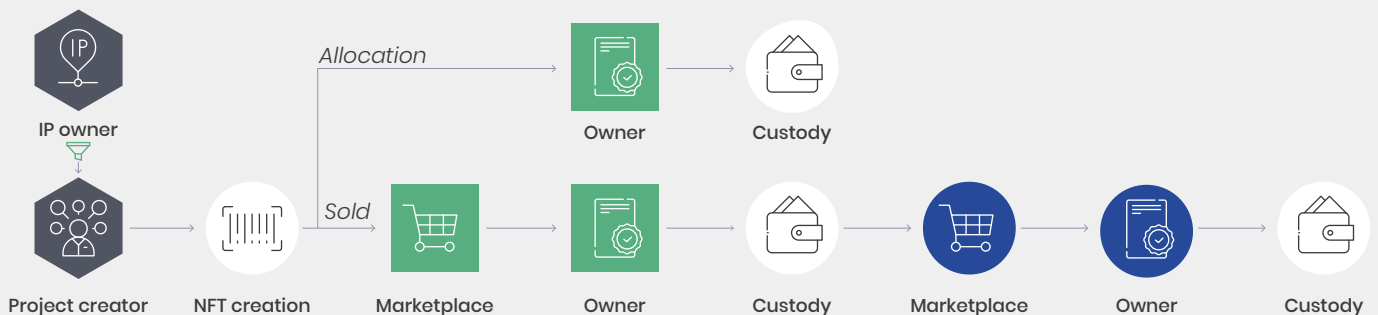 IP
IP owner
Allocation
Owner
Custody
Sold
Project creator
NFT creation
Marketplace
Owner
Custody
Marketplace
Owner
Custody